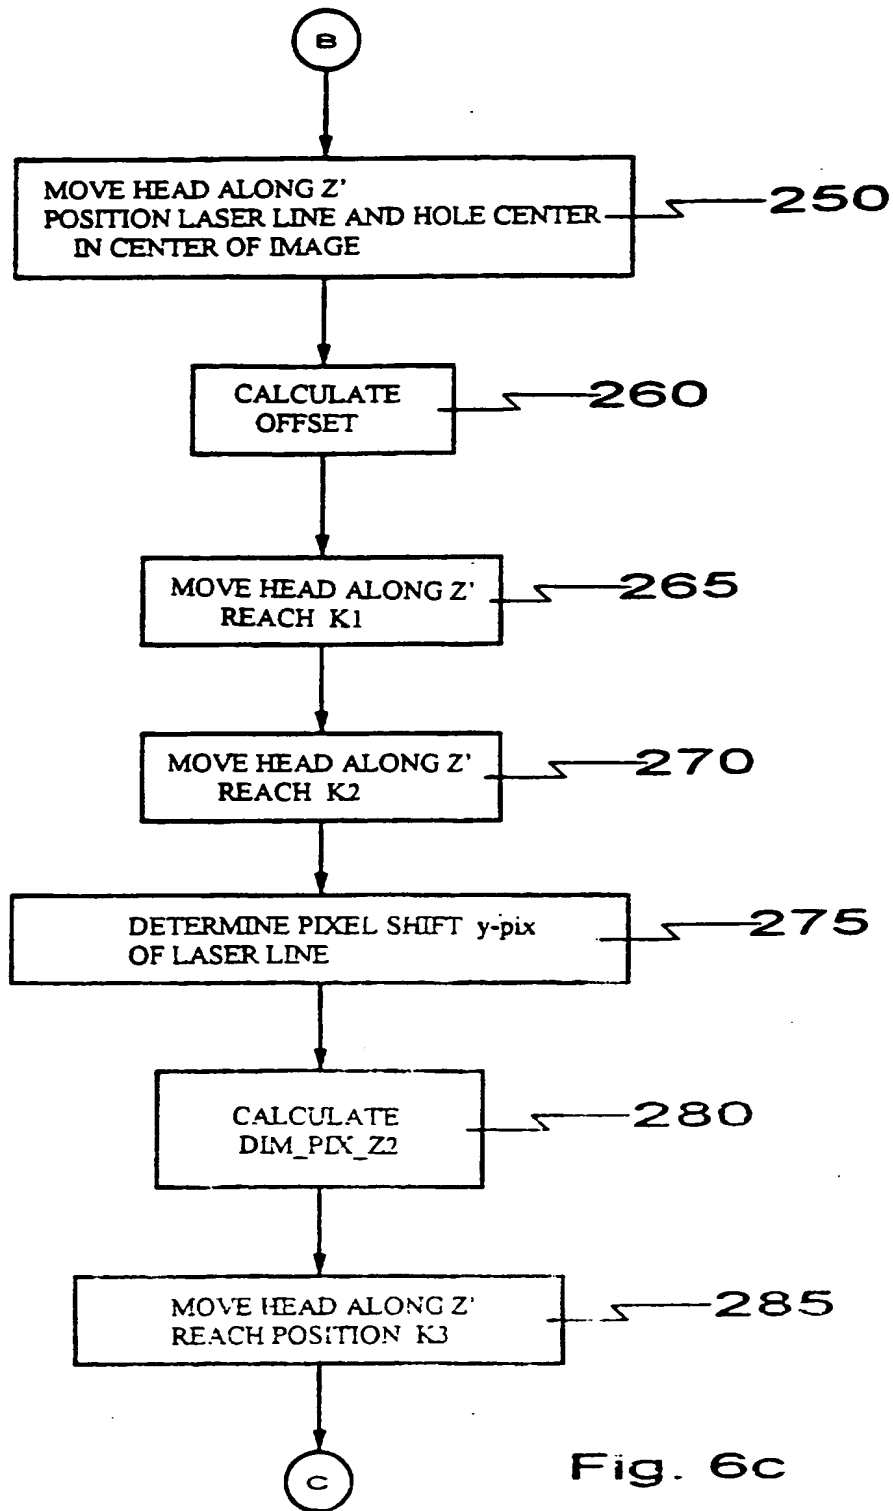 B
MOVE HEAD ALONG Z'
POSITION LASER LINE AND HOLE CENTER
IN CENTER OF IMAGE
250
CALCULATE
OFFSET
260
MOVE HEAD ALONG Z'
REACH K1
265
MOVE HEAD ALONG Z'
REACH K2
270
DETERMINE PIXEL SHIFT y-pix
OF LASER LINE
275
CALCULATE
DIM_PIX_Z2
280
MOVE HEAD ALONG Z'
REACH POSITION K3
285
C
Fig. 6c